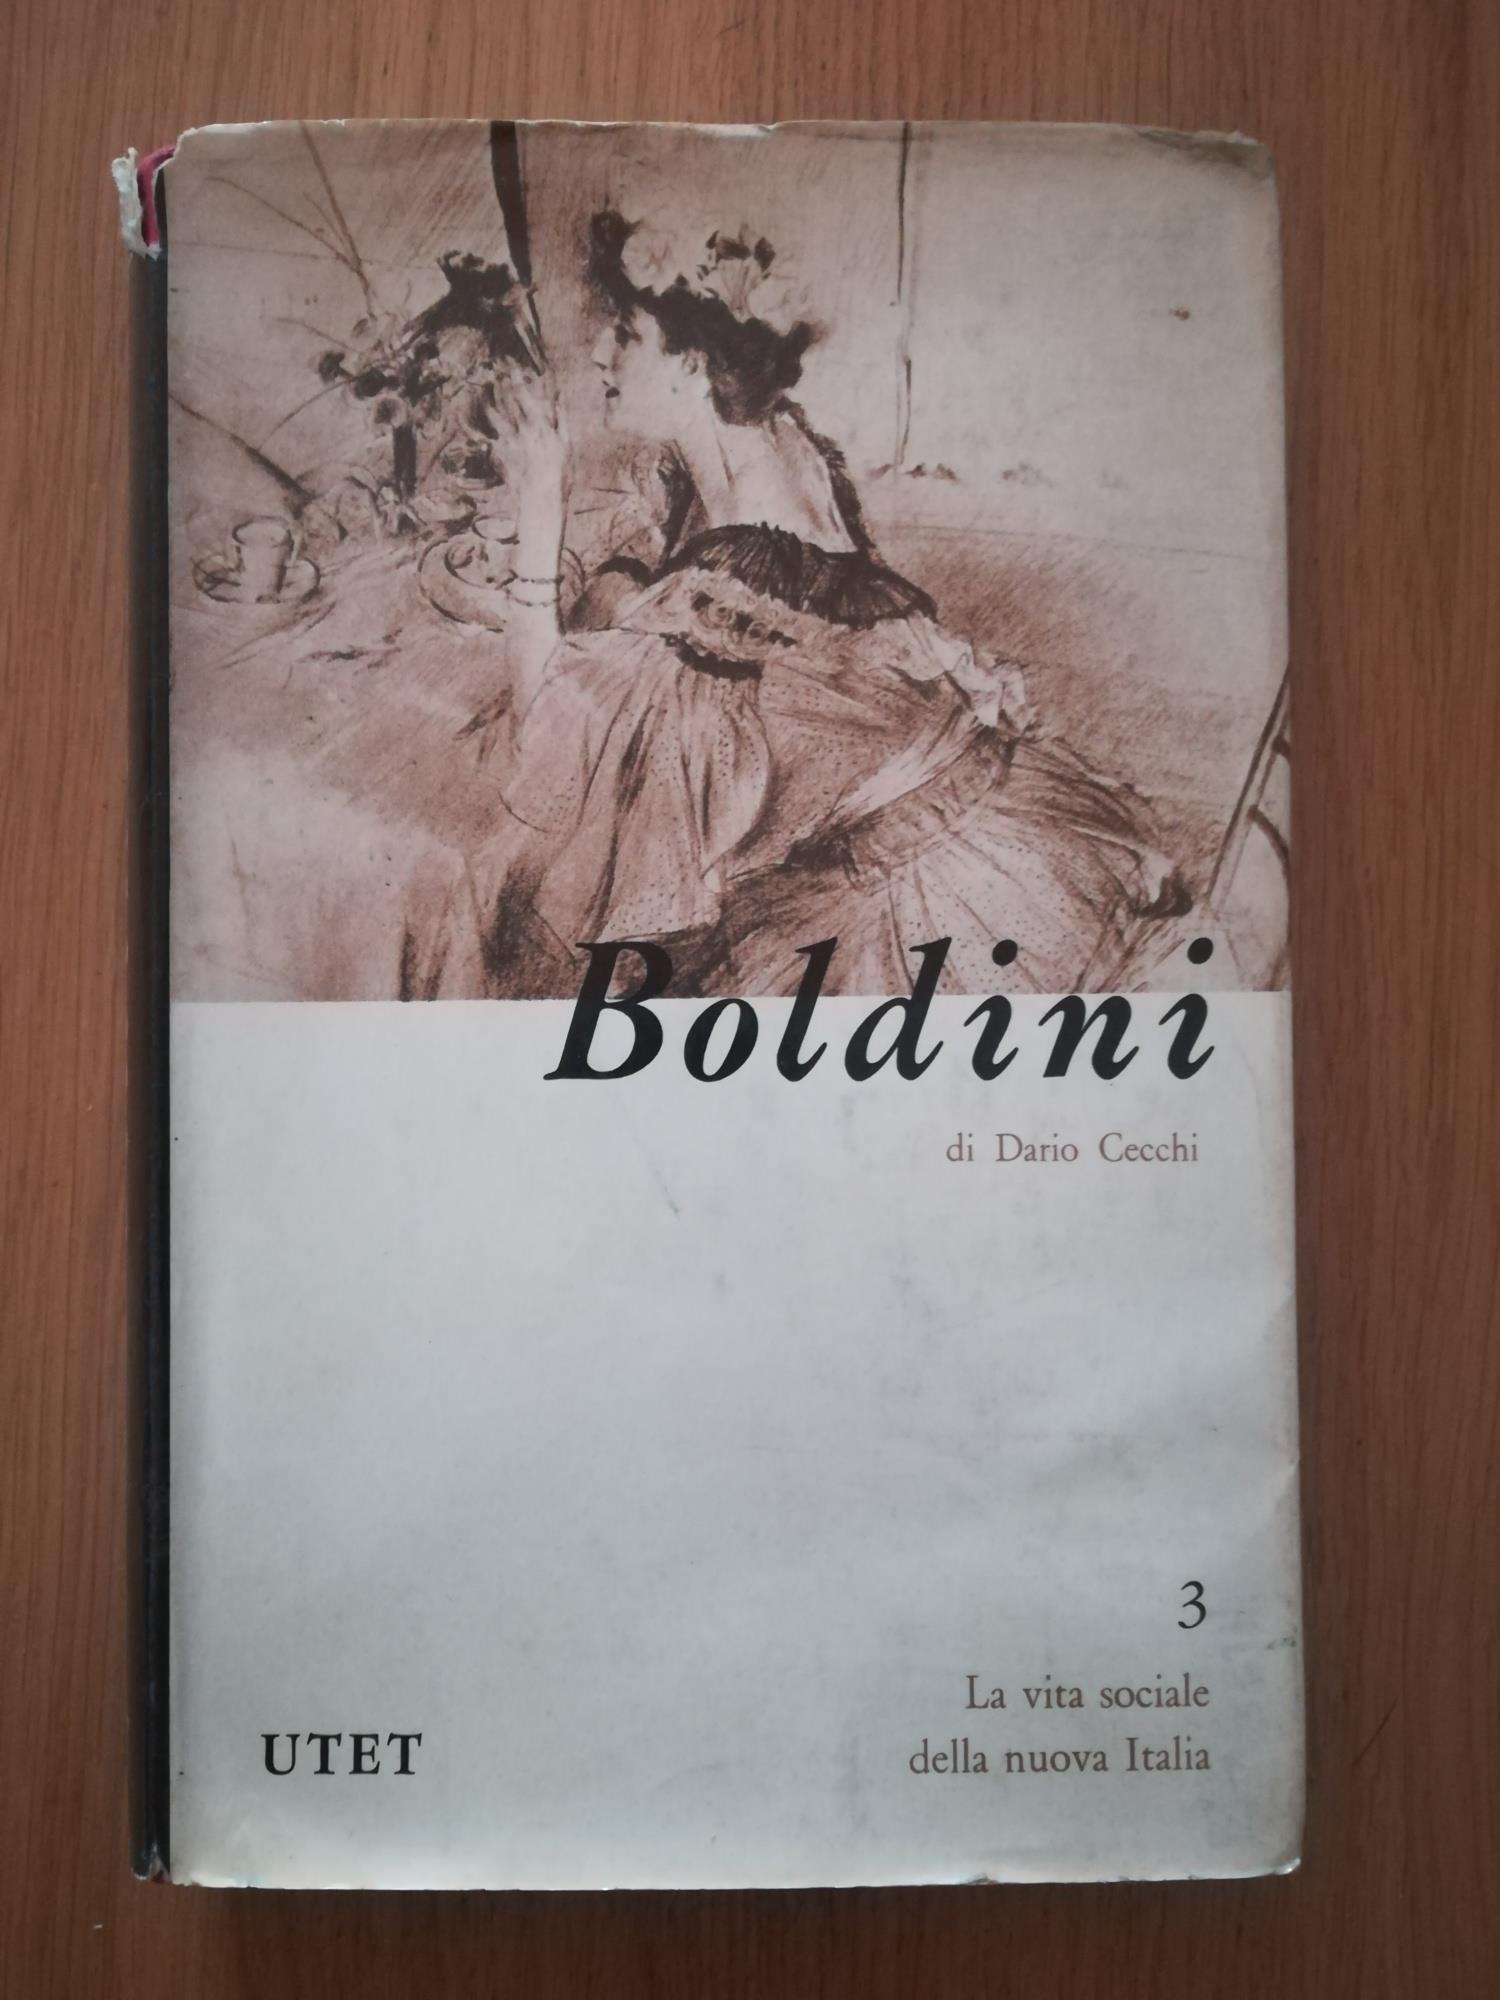 Boldini
di Dario Cecchi
3
La vita sociale
della nuova Italia
UTET